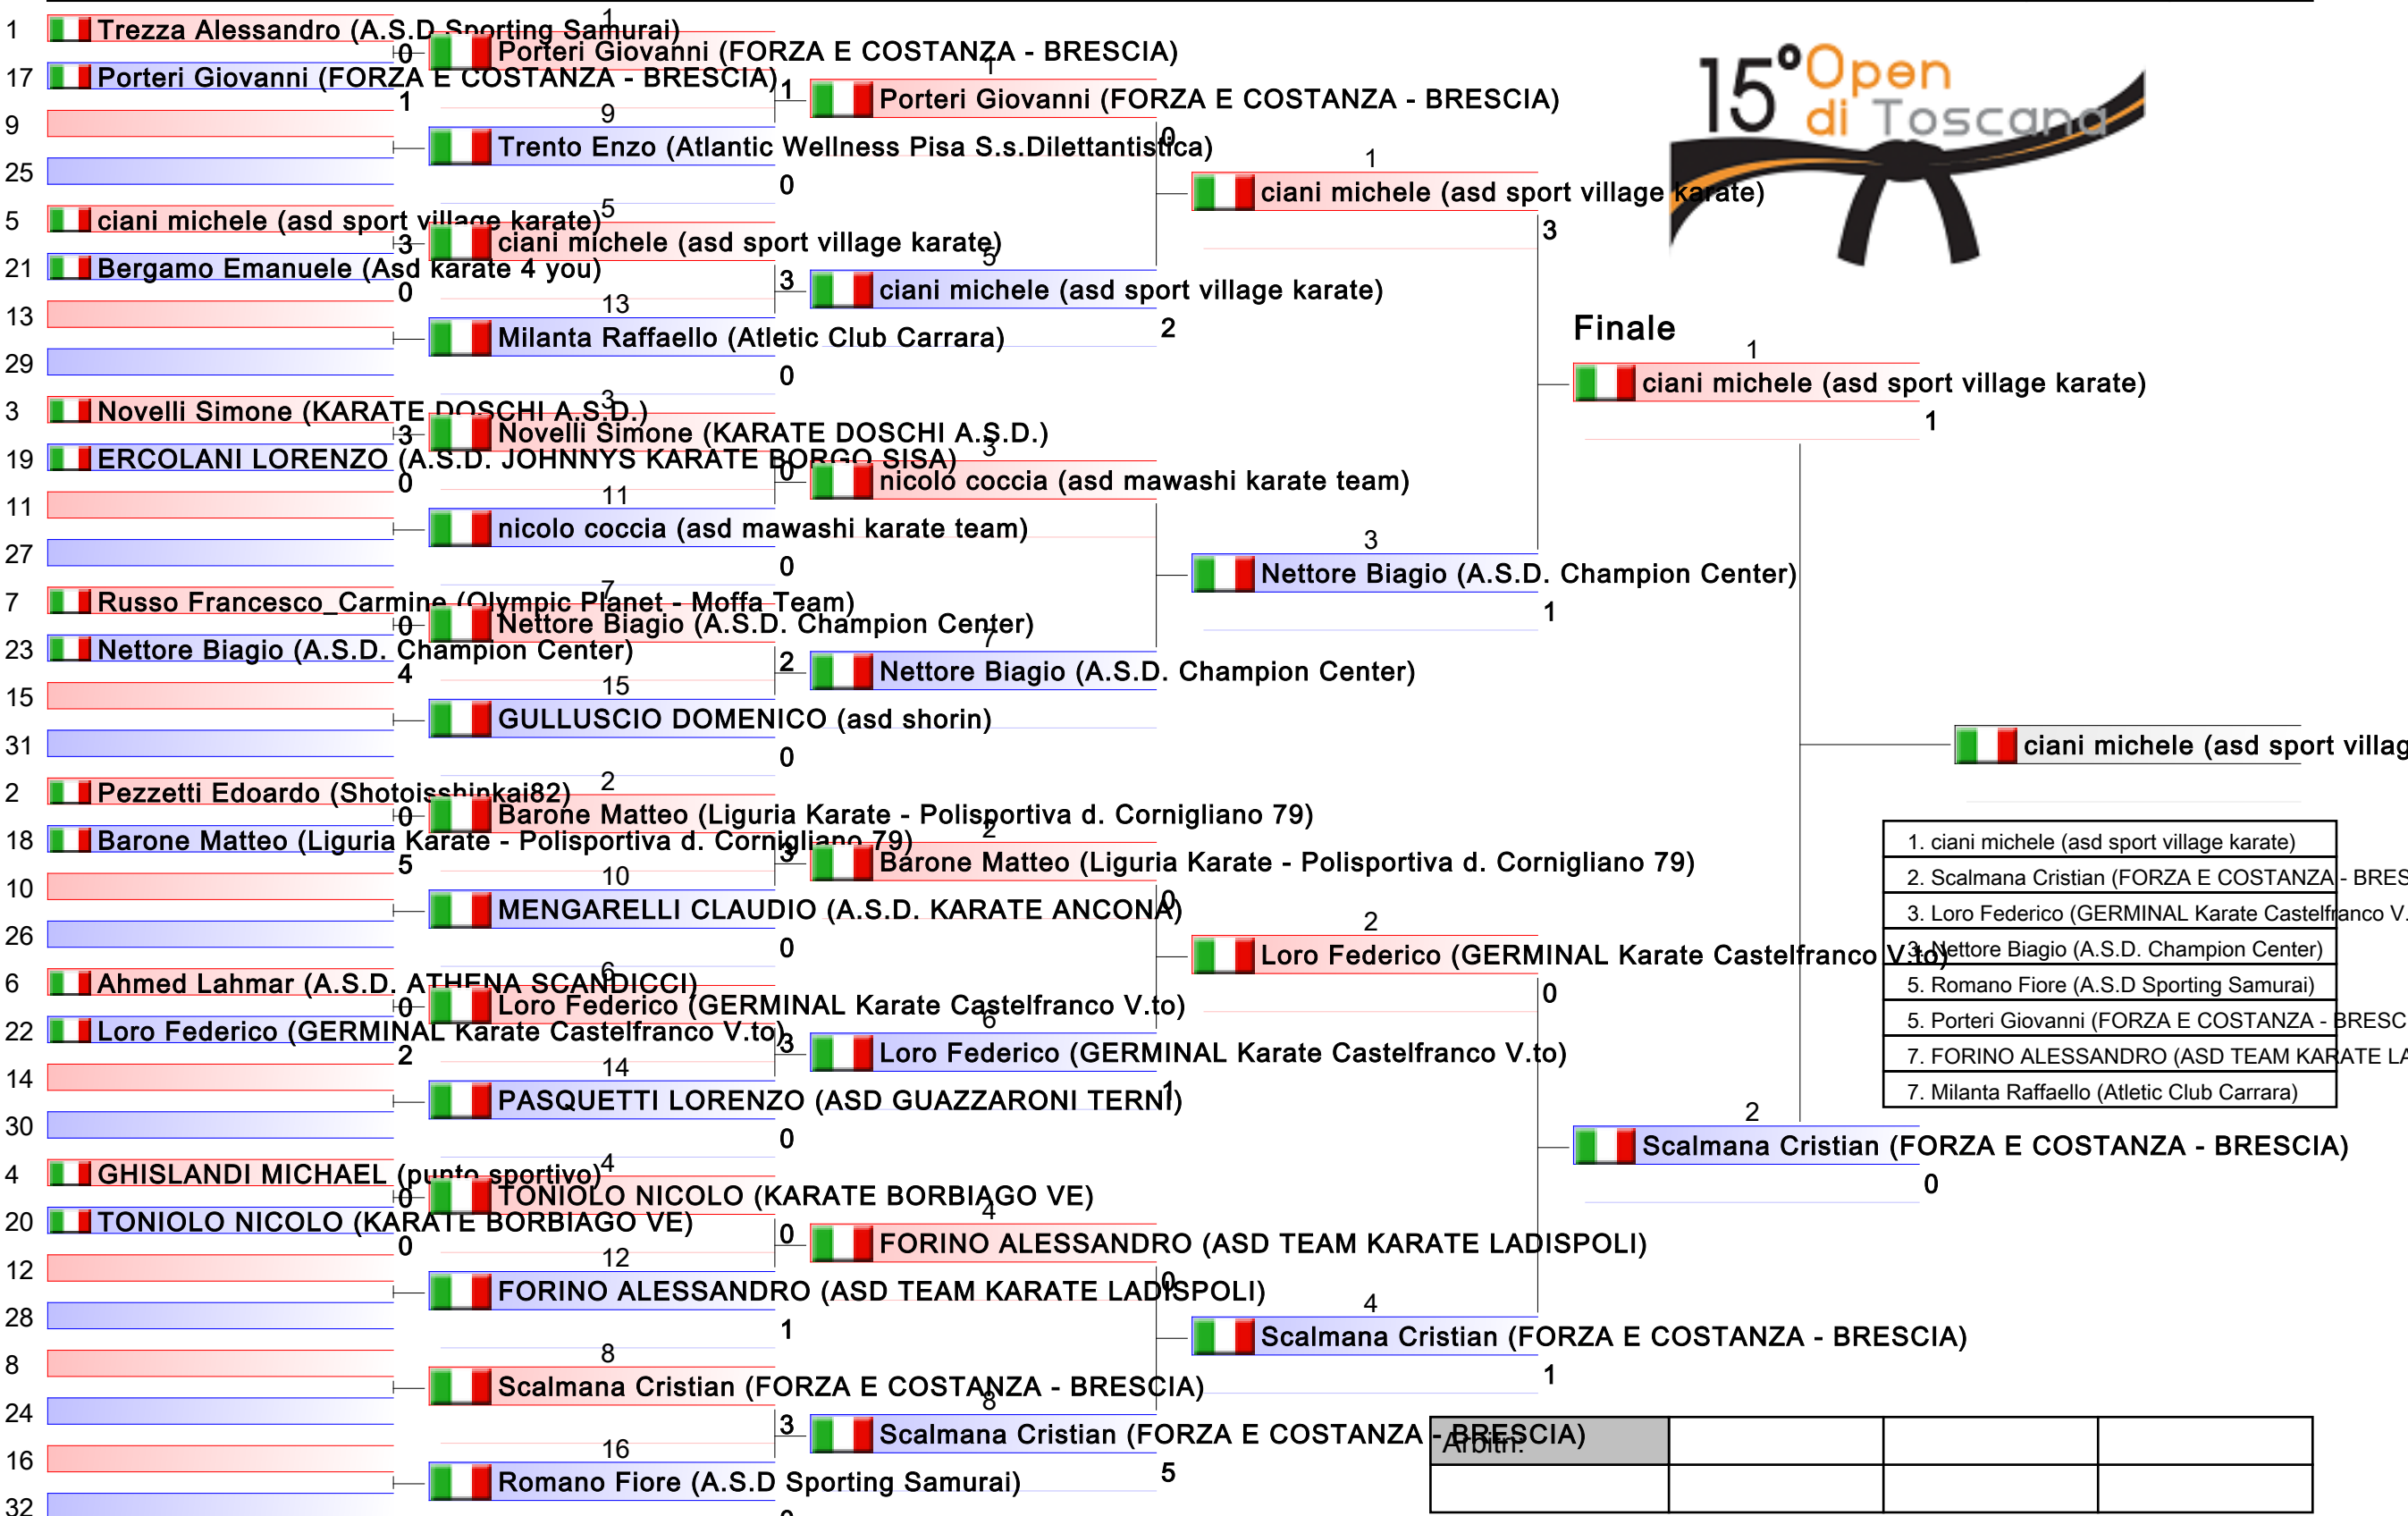 15° Open di Toscana
1 Trezza Alessandro (A.S.D Sporting Samurai)
0
17 Porteri Giovanni (FORZA E COSTANZA - BRESCIA)
1
9
25
5 ciani michele (asd sport village karate)
3
21 Bergamo Emanuele (Asd karate 4 you)
0
13
29
3 Novelli Simone (KARATE DOSCHI A.S.D.)
3
19 ERCOLANI LORENZO (A.S.D. JOHNNYS KARATE BORGO SISA)
0
11
27
7 Russo Francesco_Carmine (Olympic Planet - Moffa Team)
0
23 Nettore Biagio (A.S.D. Champion Center)
4
15
31
2 Pezzetti Edoardo (Shotoisshinkai82)
0
18 Barone Matteo (Liguria Karate - Polisportiva d. Cornigliano 79)
5
10
26
6 Ahmed Lahmar (A.S.D. ATHENA SCANDICCI)
0
22 Loro Federico (GERMINAL Karate Castelfranco V.to)
2
14
30
4 GHISLANDI MICHAEL (punto sportivo)
0
20 TONIOLO NICOLO (KARATE BORBIAGO VE)
0
12
28
8
24
16
32
1
Porteri Giovanni (FORZA E COSTANZA - BRESCIA)
1
9
Trento Enzo (Atlantic Wellness Pisa S.s.Dilettantistica)
0
5
ciani michele (asd sport village karate)
3
13
Milanta Raffaello (Atletic Club Carrara)
0
3
Novelli Simone (KARATE DOSCHI A.S.D.)
0
11
nicolo coccia (asd mawashi karate team)
0
7
Nettore Biagio (A.S.D. Champion Center)
2
15
GULLUSCIO DOMENICO (asd shorin)
0
2
Barone Matteo (Liguria Karate - Polisportiva d. Cornigliano 79)
3
10
MENGARELLI CLAUDIO (A.S.D. KARATE ANCONA)
0
6
Loro Federico (GERMINAL Karate Castelfranco V.to)
3
14
PASQUETTI LORENZO (ASD GUAZZARONI TERNI)
0
4
TONIOLO NICOLO (KARATE BORBIAGO VE)
0
12
FORINO ALESSANDRO (ASD TEAM KARATE LADISPOLI)
1
8
Scalmana Cristian (FORZA E COSTANZA - BRESCIA)
3
16
Romano Fiore (A.S.D Sporting Samurai)
1
Porteri Giovanni (FORZA E COSTANZA - BRESCIA)
0
5
ciani michele (asd sport village karate)
2
3
nicolo coccia (asd mawashi karate team)
7
Nettore Biagio (A.S.D. Champion Center)
2
Barone Matteo (Liguria Karate - Polisportiva d. Cornigliano 79)
0
6
Loro Federico (GERMINAL Karate Castelfranco V.to)
1
4
FORINO ALESSANDRO (ASD TEAM KARATE LADISPOLI)
0
8
Scalmana Cristian (FORZA E COSTANZA - BRESCIA)
5
1
ciani michele (asd sport village karate)
3
3
Nettore Biagio (A.S.D. Champion Center)
1
2
Loro Federico (GERMINAL Karate Castelfranco V.to)
0
4
Scalmana Cristian (FORZA E COSTANZA - BRESCIA)
1
Finale
1
ciani michele (asd sport village karate)
1
2
Scalmana Cristian (FORZA E COSTANZA - BRESCIA)
0
ciani michele (asd sport villag
1. ciani michele (asd sport village karate)
2. Scalmana Cristian (FORZA E COSTANZA - BRES
3. Loro Federico (GERMINAL Karate Castelfranco V.
3. Nettore Biagio (A.S.D. Champion Center)
5. Romano Fiore (A.S.D Sporting Samurai)
5. Porteri Giovanni (FORZA E COSTANZA - BRESC
7. FORINO ALESSANDRO (ASD TEAM KARATE LA
7. Milanta Raffaello (Atletic Club Carrara)
Arbitri: